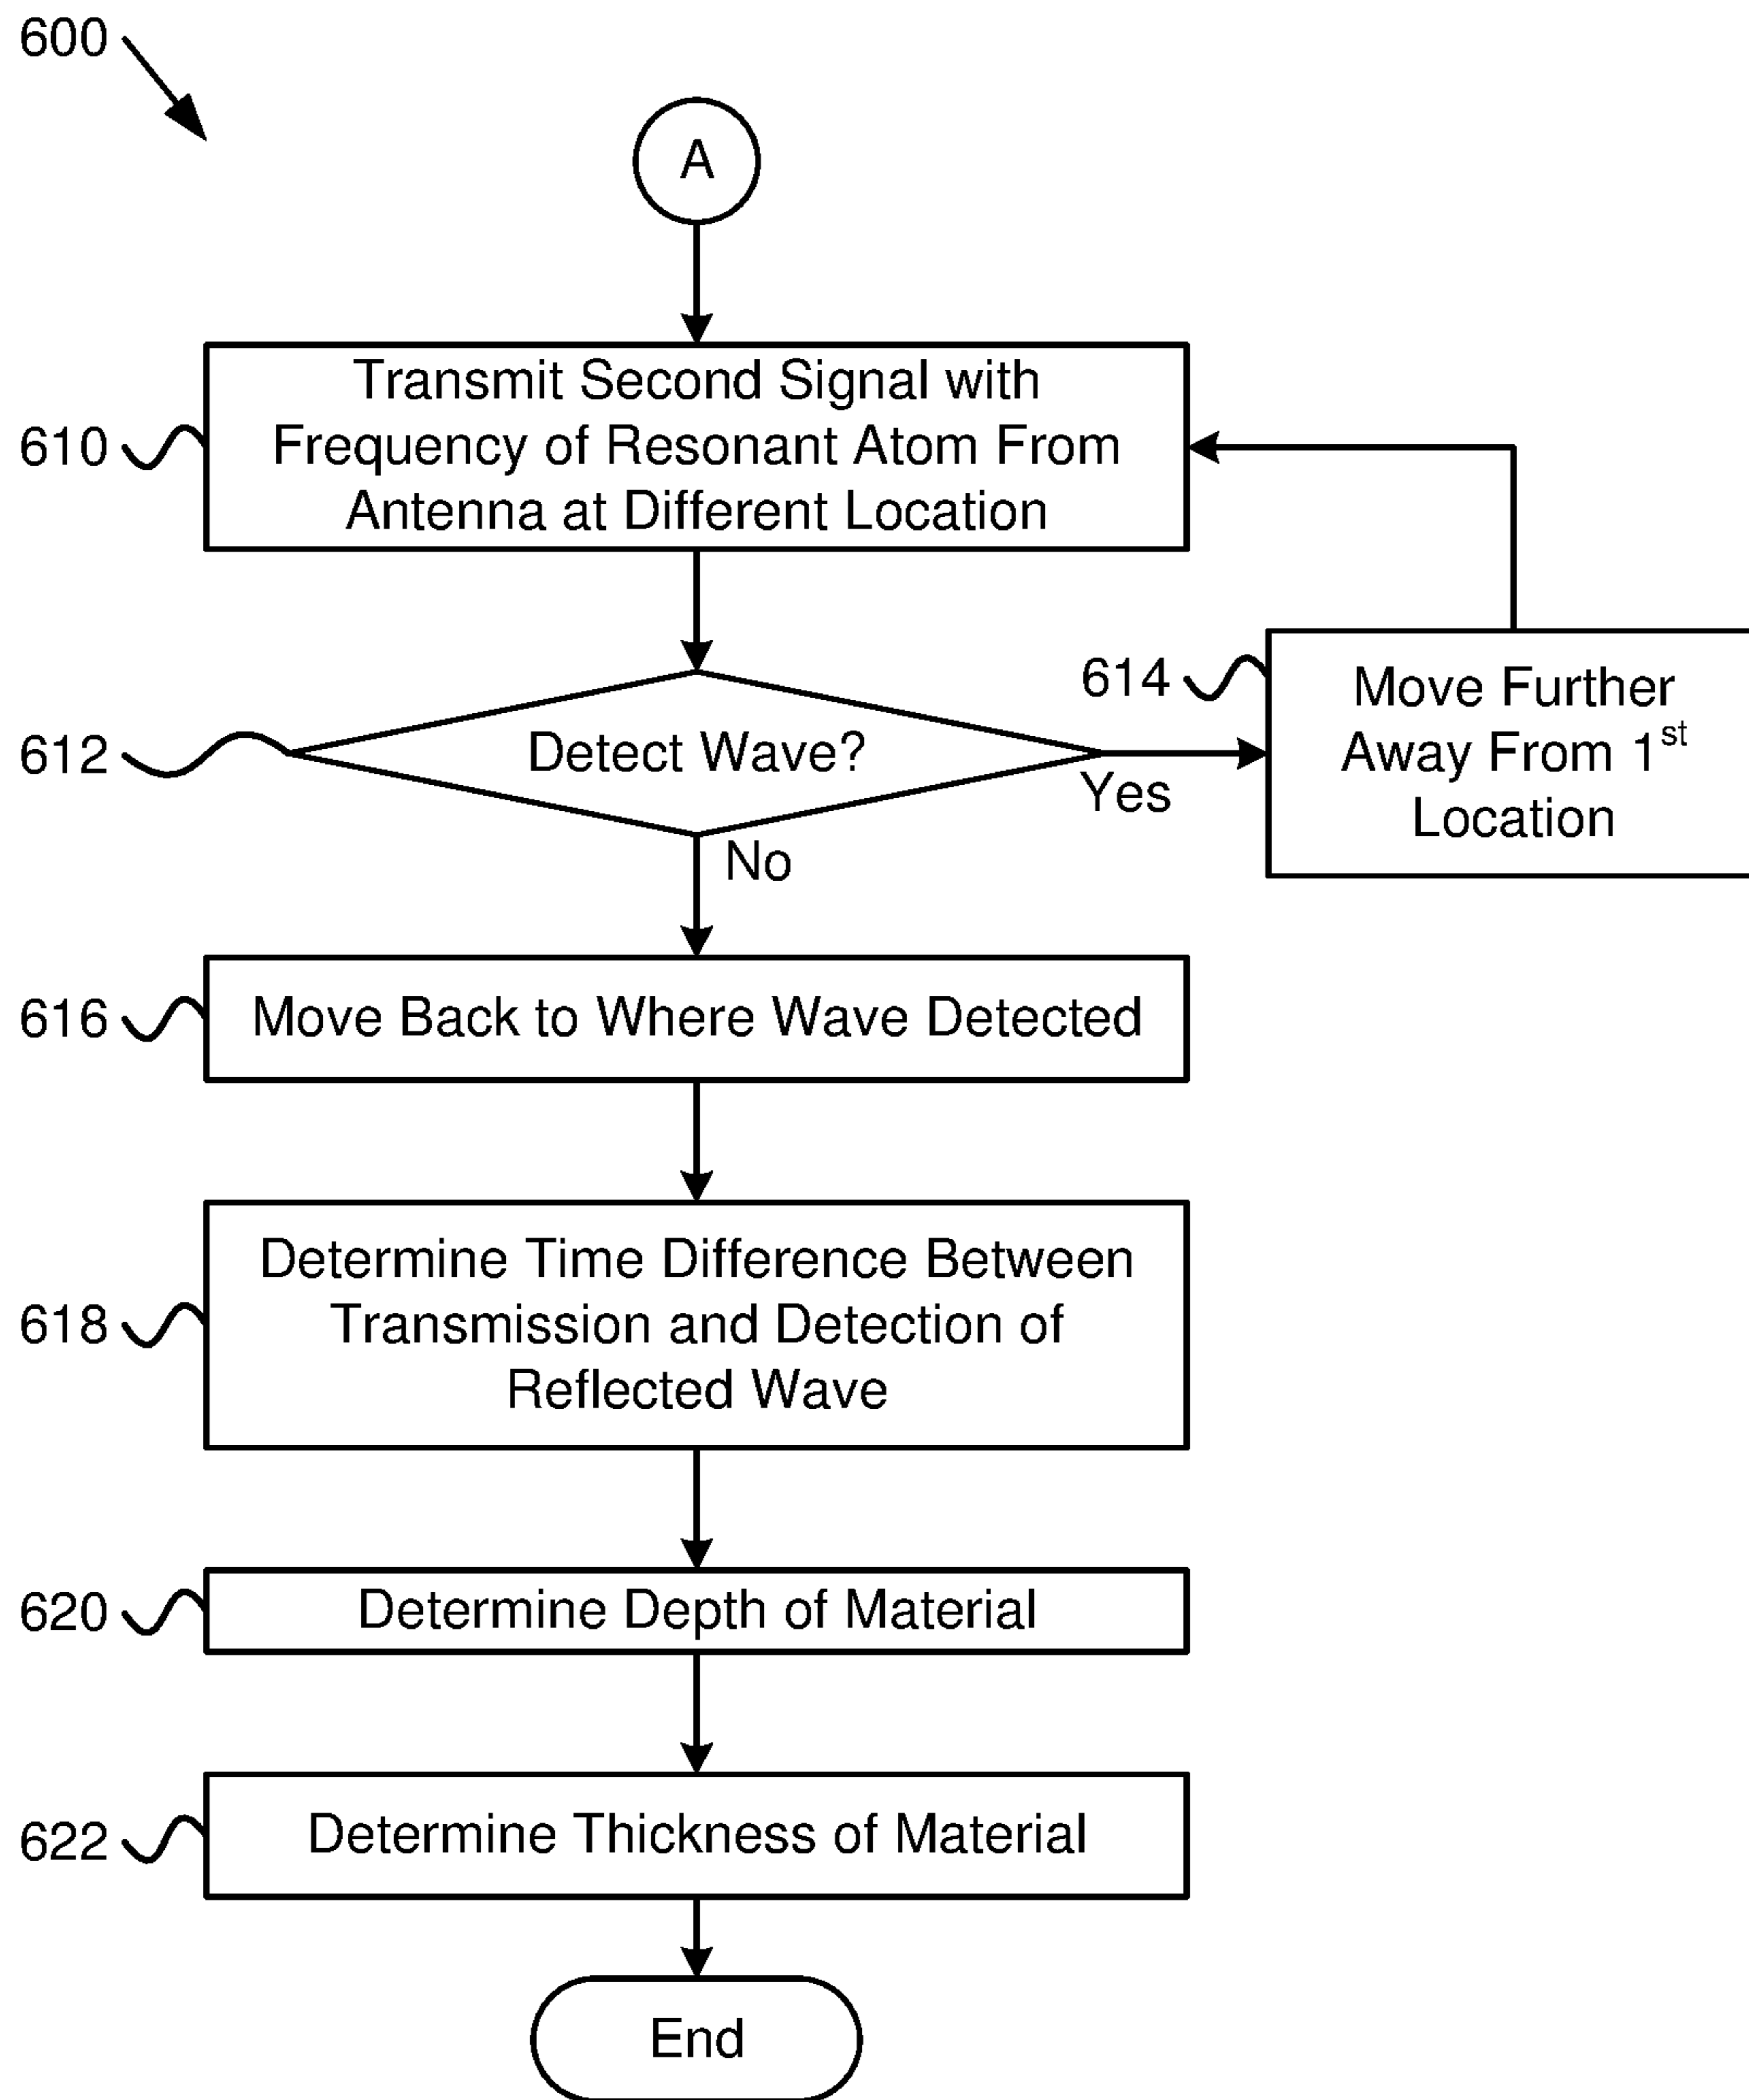 600
A
610
Transmit Second Signal with
Frequency of Resonant Atom From
Antenna at Different Location
612
Detect Wave?
Yes
No
614
Move Further
Away From 1st
Location
616
Move Back to Where Wave Detected
618
Determine Time Difference Between
Transmission and Detection of
Reflected Wave
620
Determine Depth of Material
622
Determine Thickness of Material
End